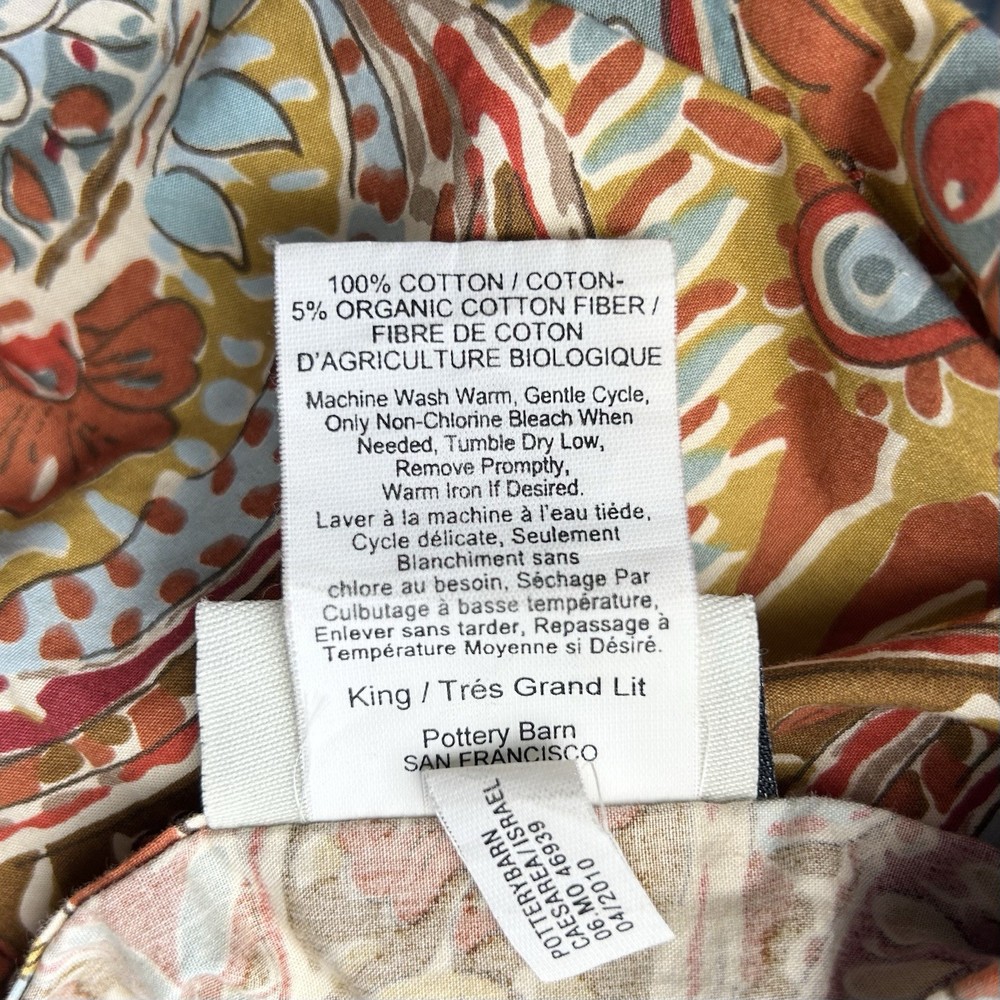 100% COTTON / COTON-
5% ORGANIC COTTON FIBER /
FIBRE DE COTON
D'AGRICULTURE BIOLOGIQUE
Machine Wash Warm, Gentle Cycle,
Only Non-Chlorine Bleach When
Needed, Tumble Dry Low,
Remove Promptly,
Warm Iron If Desired.
Laver à la machine à l'eau tiède,
Cycle délicate, Seulement
Blanchiment sans
chlore au besoin, Séchage Par
Culbutage à basse température,
Enlever sans tarder, Repassage à
Température Moyenne si Désiré.
King / Trés Grand Lit
Pottery Barn
SAN FRANCISCO
POTTERYBARN
CAESAREA / ISRAEL
06.MO 46939
04/2010